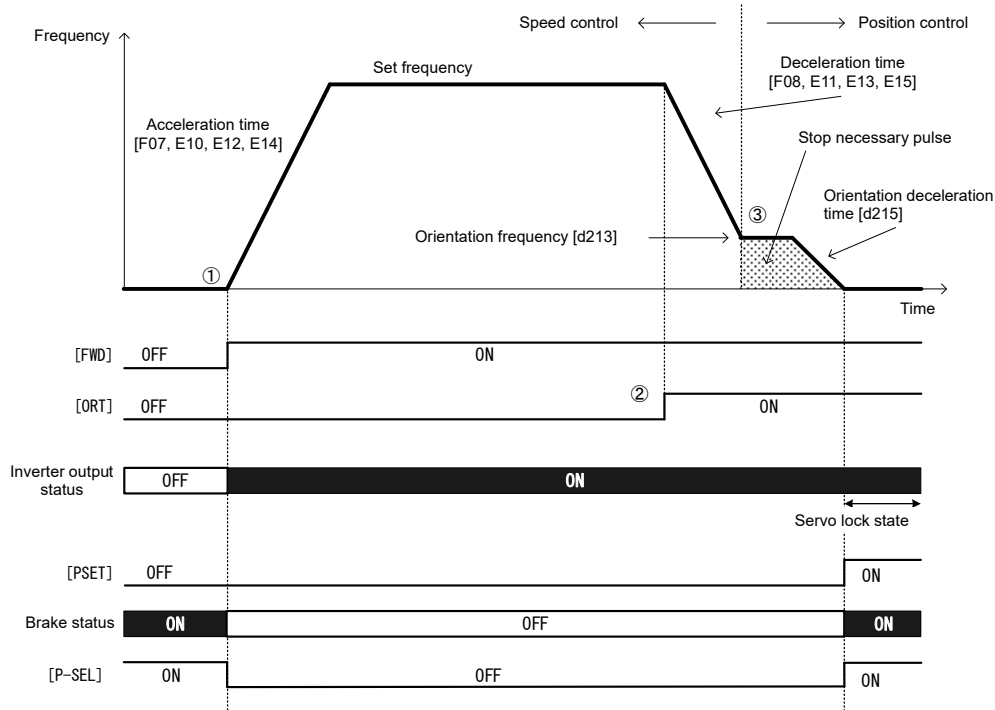 Speed control
Position control
Frequency
Set frequency
Deceleration time
[F08, E11, E13, E15]
Acceleration time
[F07, E10, E12, E14]
Stop necessary pulse
Orientation deceleration
time [d215]
③
Orientation frequency [d213]
①
Time
[FWD] OFF ON
②
[ORT] OFF ON
Inverter output
status
OFF ON
Servo lock state
[PSET] OFF ON
Brake status ON OFF ON
[P-SEL] ON OFF ON